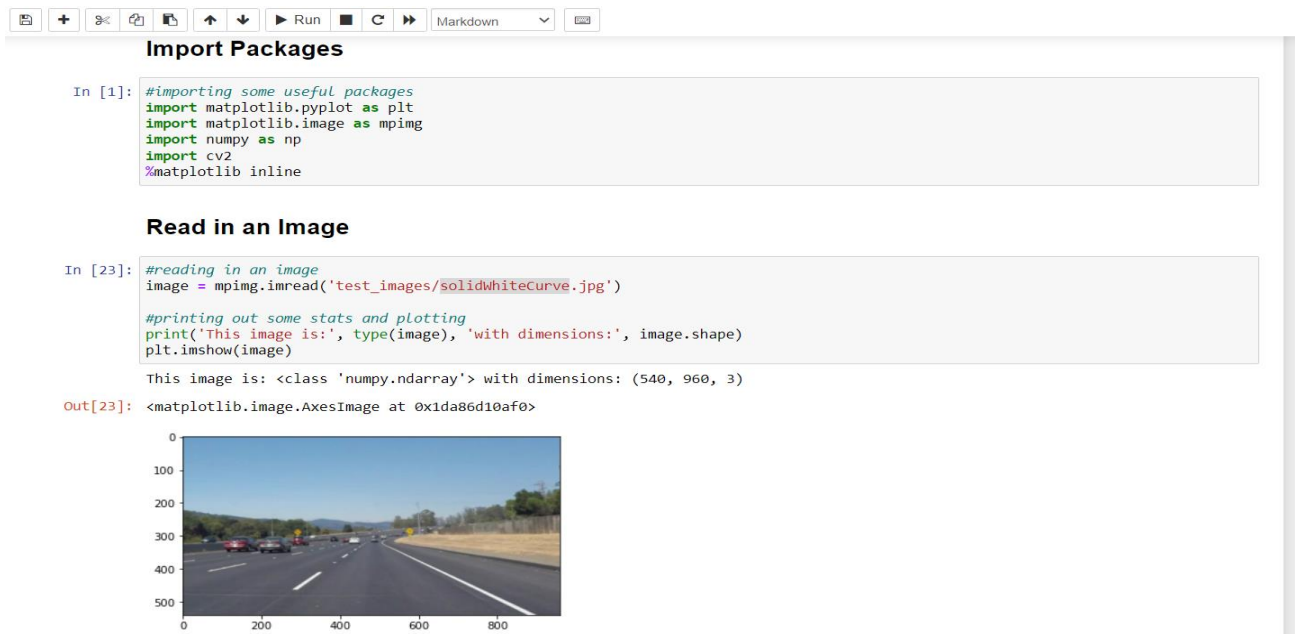 Run
Markdown
Import Packages
In [1]: #importing some useful packages
import matplotlib.pyplot as plt
import matplotlib.image as mpimg
import numpy as np
import cv2
%matplotlib inline
Read in an Image
In [23]: #reading in an image
image = mpimg.imread('test_images/solidWhiteCurve.jpg')
#printing out some stats and plotting
print('This image is:', type(image), 'with dimensions:', image.shape)
plt.imshow(image)
This image is: <class 'numpy.ndarray'> with dimensions: (540, 960, 3)
Out[23]: <matplotlib.image.AxesImage at 0x1da86d10af0>
0
100
200
300
400
500
0 200 400 600 800